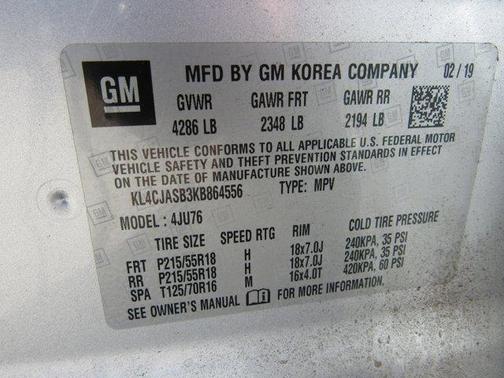 GM
MFD BY GM KOREA COMPANY 02/19
GVWR GAWR FRT GAWR RR
4286 LB 2348 LB 2194 LB
THIS VEHICLE CONFORMS TO ALL APPLICABLE U.S. FEDERAL MOTOR
VEHICLE SAFETY AND THEFT PREVENTION STANDARDS IN EFFECT
ON THE DATE OF MANUFACTURE SHOWN ABOVE.
KL4CJASB3KB864556 TYPE: MPV
MODEL: 4JU76
TIRE SIZE SPEED RTG RIM COLD TIRE PRESSURE
FRT P215/55R18 H 18x7.0J 240KPA, 35 PSI
RR P215/55R18 H 18x7.0J 240KPA, 35 PSI
SPA T125/70R16 M 16x4.0T 420KPA, 60 PSI
SEE OWNER'S MANUAL FOR MORE INFORMATION.